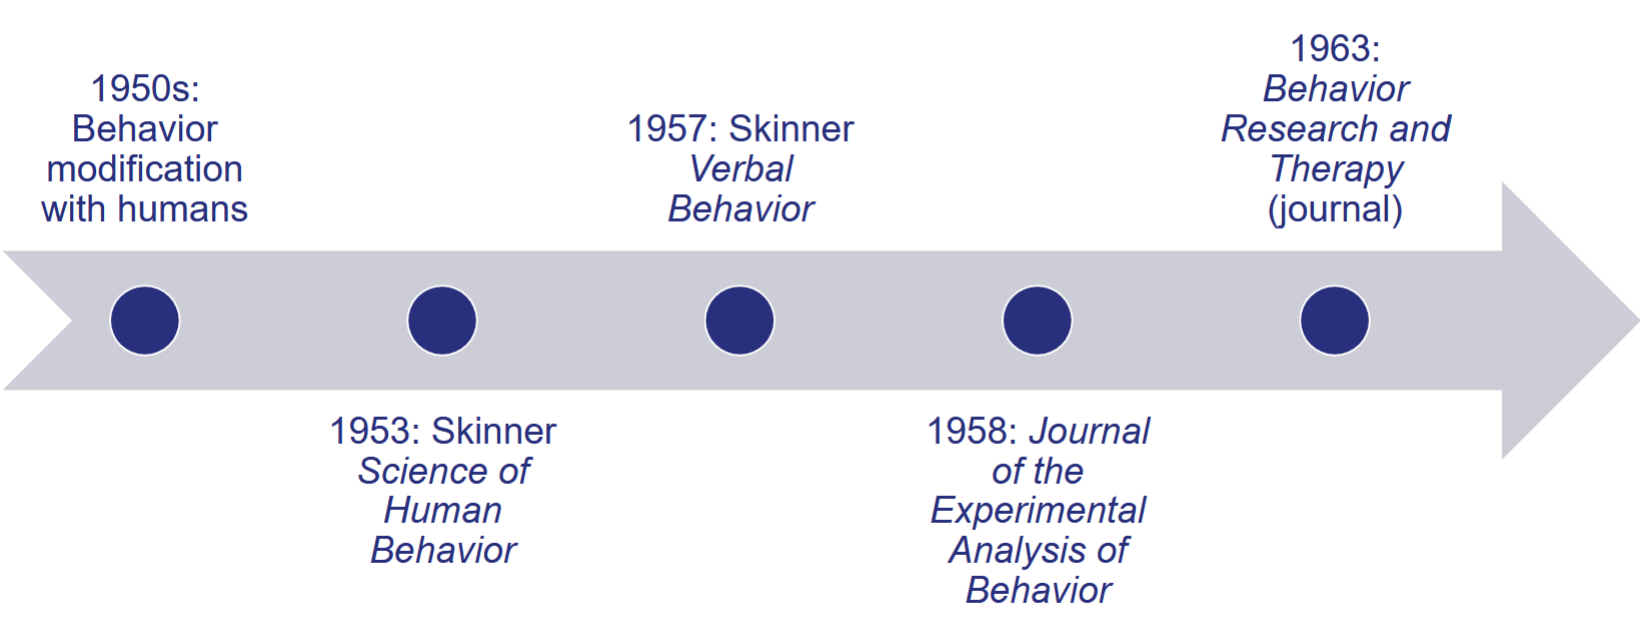 1950s:
Behavior
modification
with humans
1953: Skinner
Science of
Human
Behavior
1957: Skinner
Verbal
Behavior
1958: Journal
of the
Experimental
Analysis of
Behavior
1963:
Behavior
Research and
Therapy
(journal)